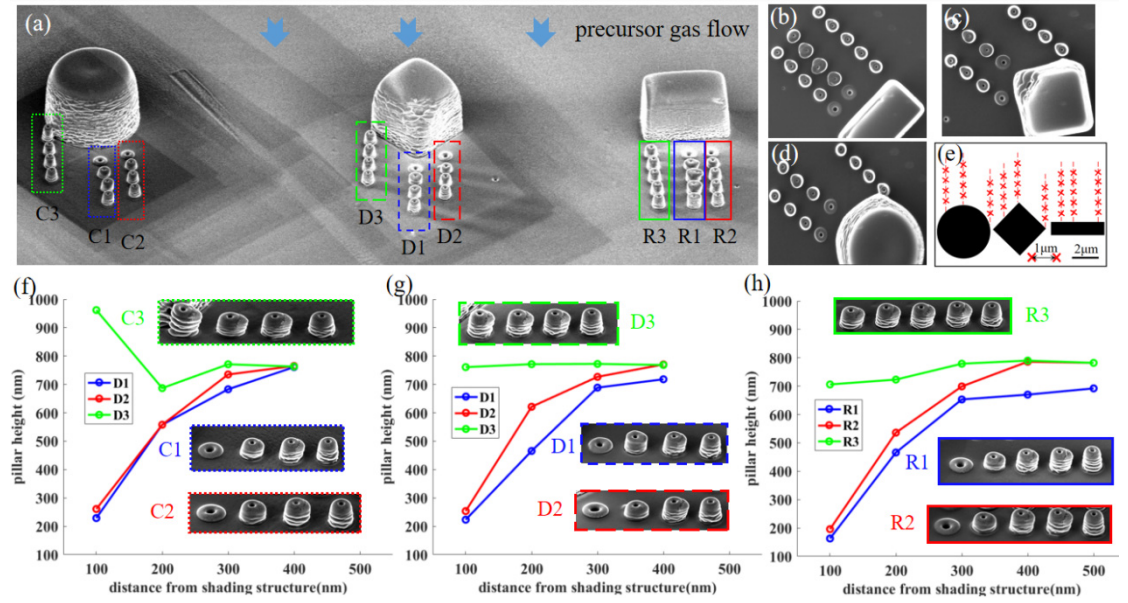 (a)
precursor gas flow
C3
C1
C2
D3
D1
D2
R3 R1 R2
(b)
(c)
(d)
(e)
1μm
2μm
(f)
1000
900
800
700
600
500
400
300
200
100
pillar height (nm)
100 200 300 400 500
distance from shading structure(nm)
D1
D2
D3
C3
C1
C2
(g)
1000
900
800
700
600
500
400
300
200
100
pillar height (nm)
100 200 300 400 500
distance from shading structure(nm)
D1
D2
D3
D3
D1
D2
(h)
1000
900
800
700
600
500
400
300
200
100
pillar height (nm)
100 200 300 400 500
distance from shading structure(nm)
R1
R2
R3
R3
R1
R2